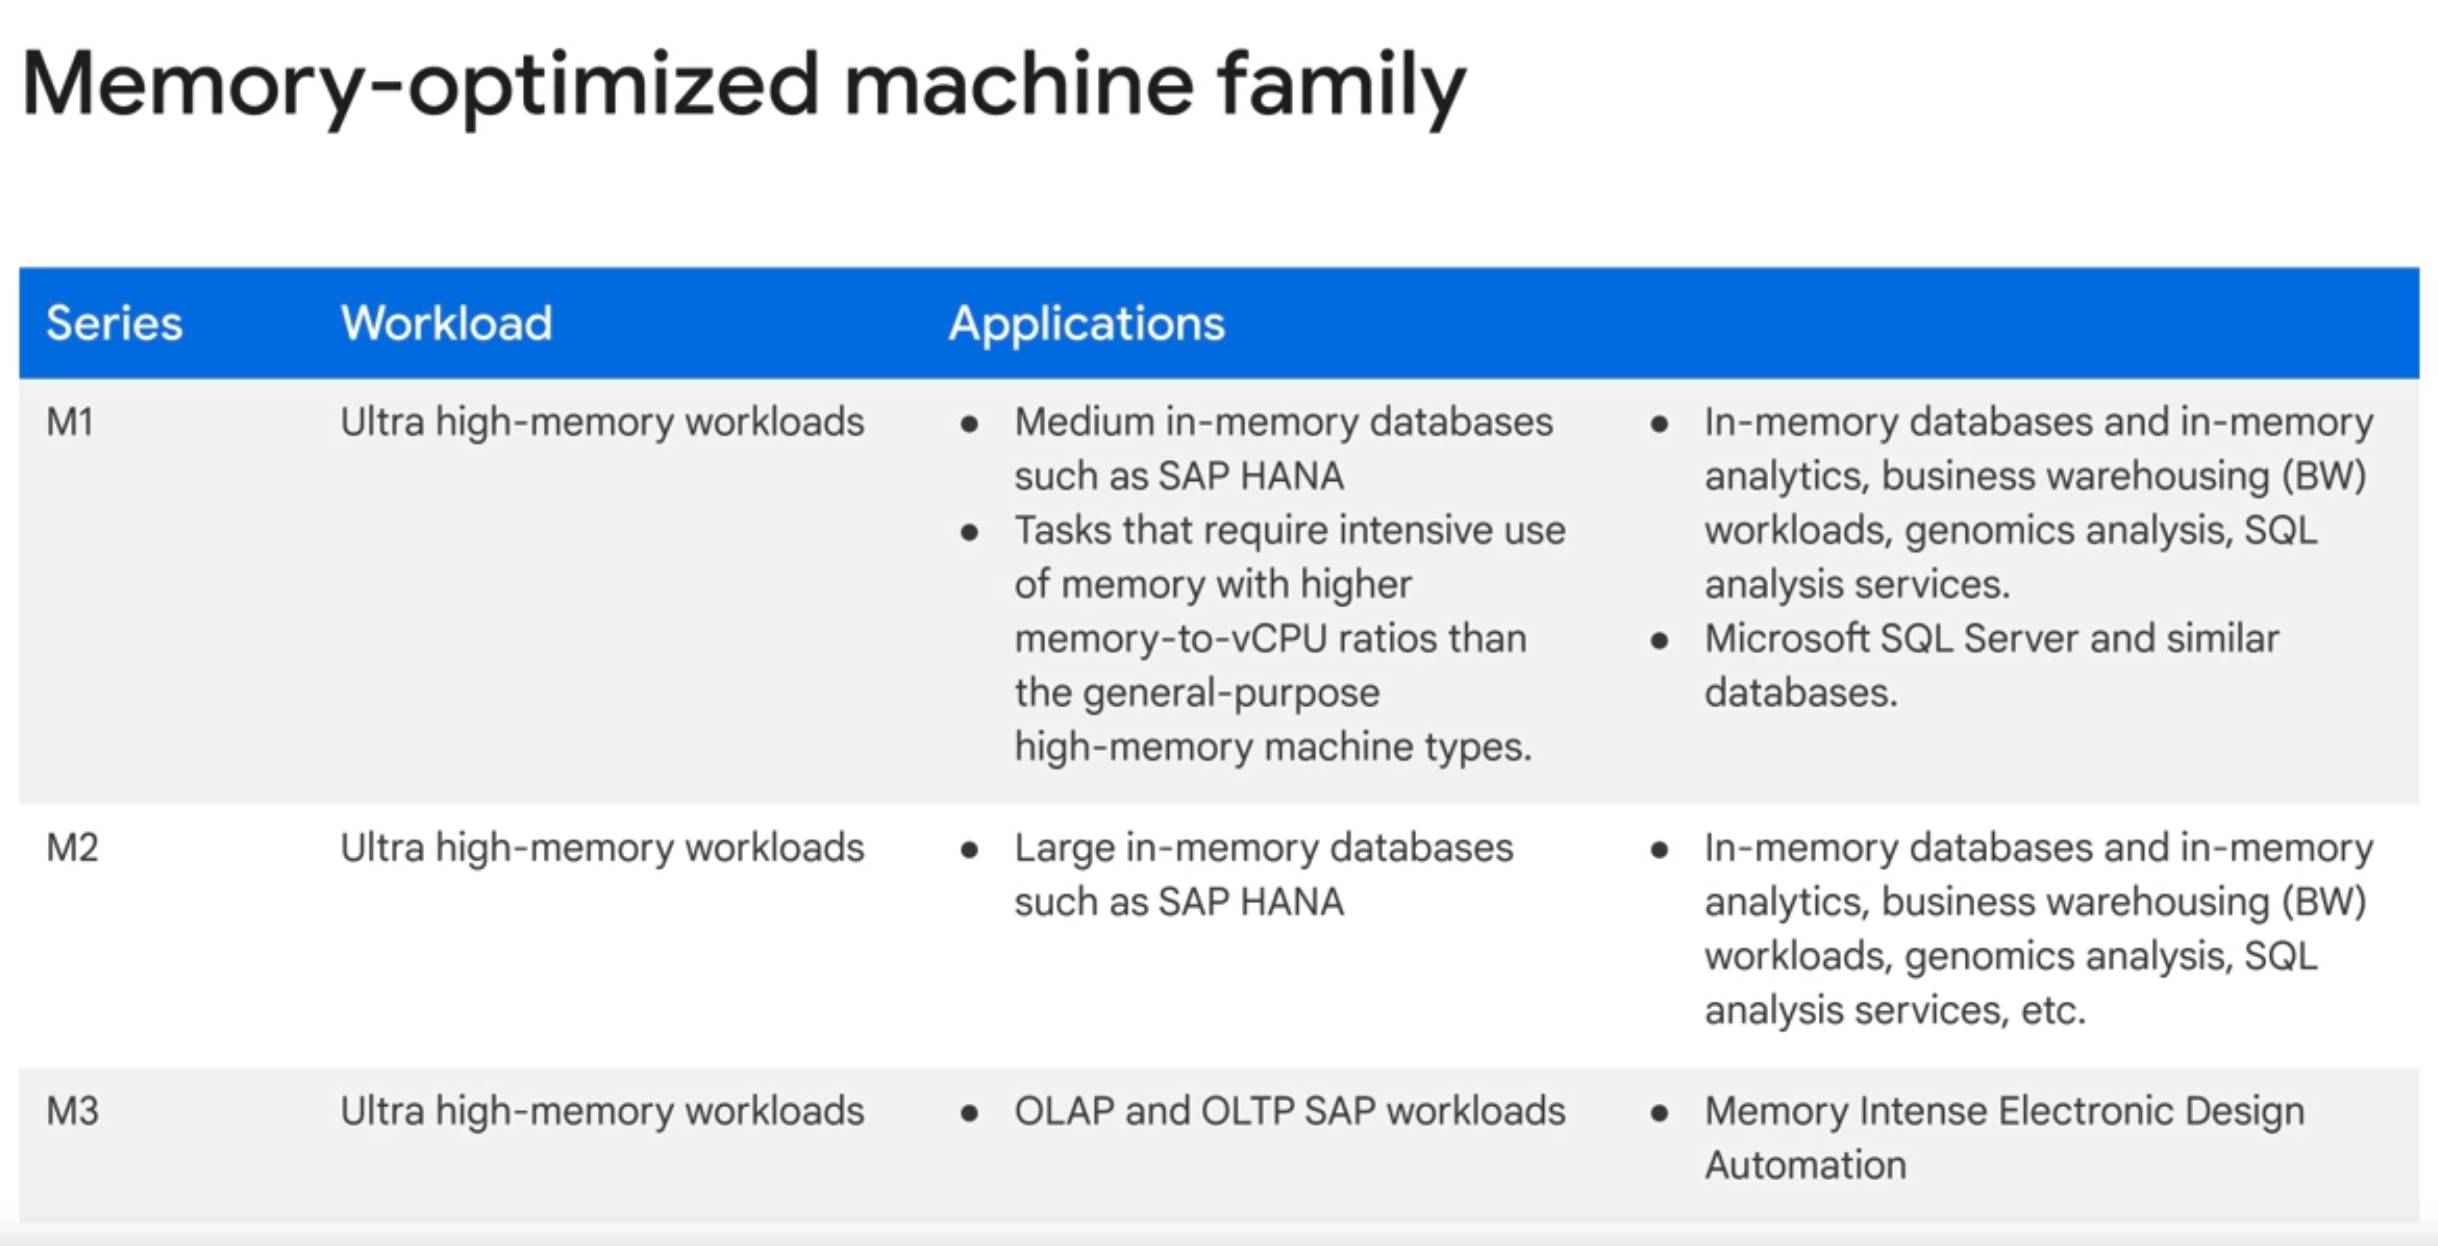 Memory-optimized machine family
Series
Workload
Applications
M1
Ultra high-memory workloads
● Medium in-memory databases
such as SAP HANA
● Tasks that require intensive use
of memory with higher
memory-to-vCPU ratios than
the general-purpose
high-memory machine types.
● In-memory databases and in-memory
analytics, business warehousing (BW)
workloads, genomics analysis, SQL
analysis services.
● Microsoft SQL Server and similar
databases.
M2
Ultra high-memory workloads
● Large in-memory databases
such as SAP HANA
● In-memory databases and in-memory
analytics, business warehousing (BW)
workloads, genomics analysis, SQL
analysis services, etc.
M3
Ultra high-memory workloads
● OLAP and OLTP SAP workloads
● Memory Intense Electronic Design
Automation